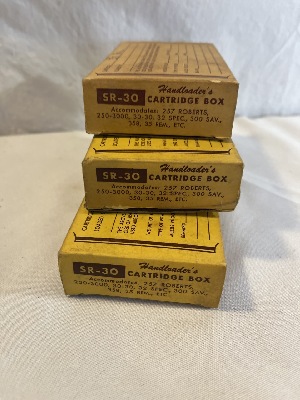 Handloader's
SR-30 CARTRIDGE BOX
Accommodates: 257 ROBERTS,
250-3000, 30-30, 32 SPEC., 300 SAV.,
358, 35 REM., ETC.
Handloader's
SR-30 CARTRIDGE BOX
Accommodates: 257 ROBERTS,
250-3000, 30-30, 32 SPEC., 300 SAV.,
358, 35 REM., ETC.
Handloader's
SR-30 CARTRIDGE BOX
Accommodates: 257 ROBERTS,
250-3000, 30-30, 32 SPEC., 300 SAV.,
358, 35 REM., ETC.